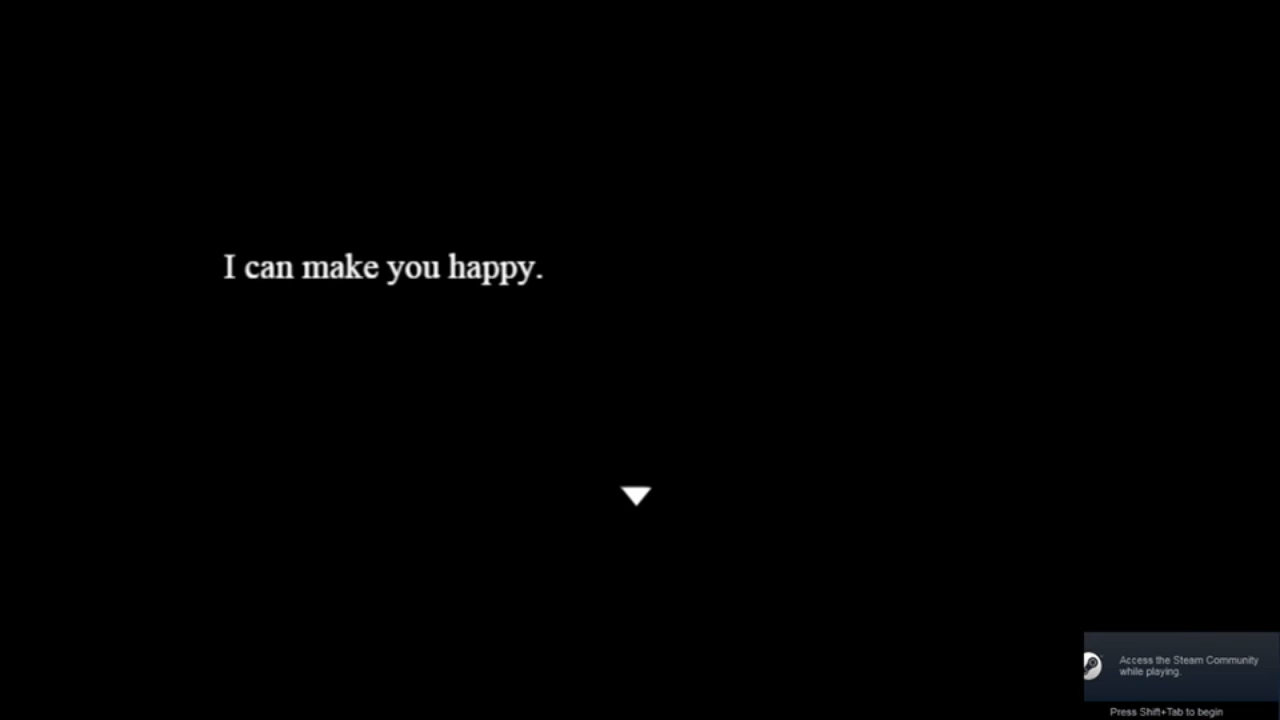 I can make you happy.
Access the Steam Community
while playing.
Press Shift+Tab to begin